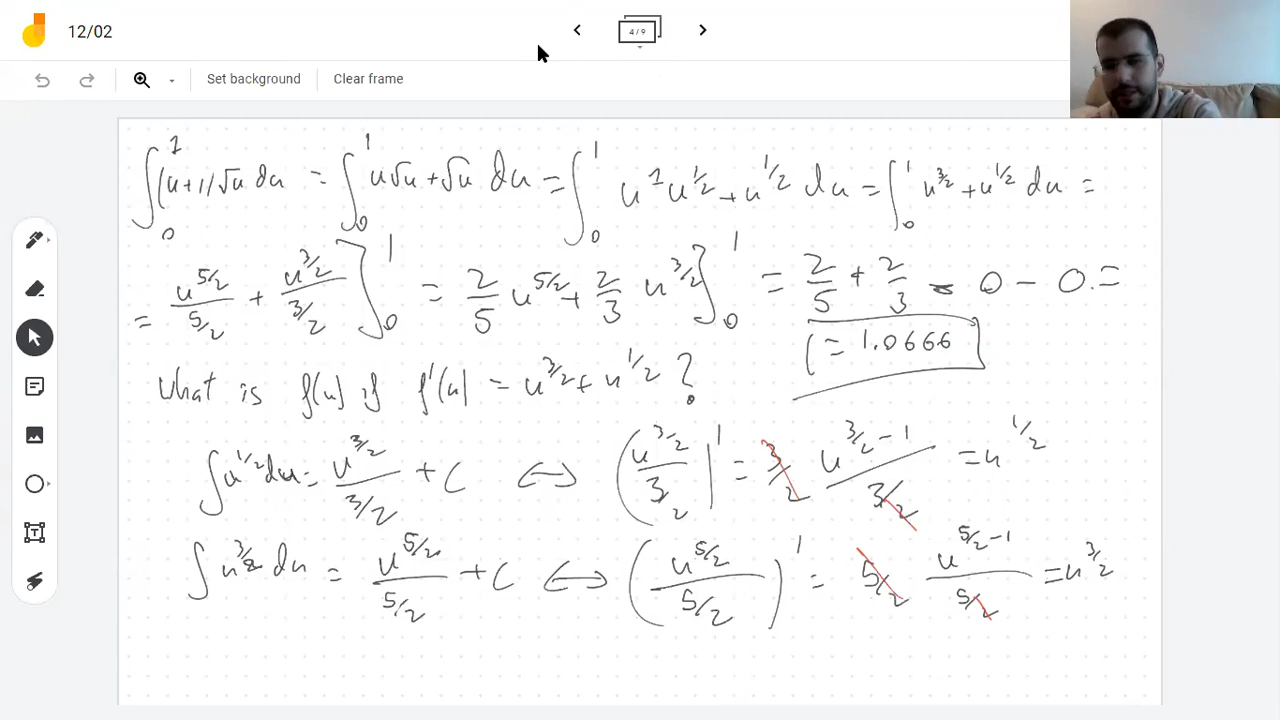 12/02
4/9
Set background Clear frame
∫₀¹ (u+1)√u du = ∫₀¹ u√u + √u du = ∫₀¹ u¹u^(1/2) + u^(1/2) du = ∫₀¹ u^(3/2) + u^(1/2) du =
= u^(5/2)/(5/2) + u^(3/2)/(3/2) ]₀¹ = 2/5 u^(5/2) + 2/3 u^(3/2) ]₀¹ = 2/5 + 2/3 - 0 - 0. =
= 1.0666
What is f(u) if f'(u) = u^(3/2) + u^(1/2) ?
∫ u^(1/2) du = u^(3/2)/(3/2) + C ⟺ (u^(3/2)/(3/2))' = 3/2 u^(3/2 - 1)/(3/2) = u^(1/2)
∫ u^(3/2) du = u^(5/2)/(5/2) + C ⟺ (u^(5/2)/(5/2))' = 5/2 u^(5/2 - 1)/(5/2) = u^(3/2)